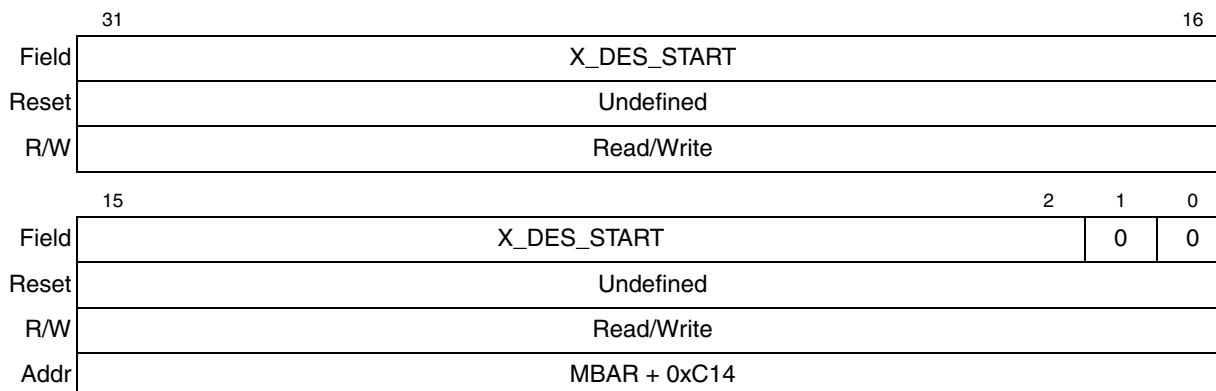 31 16
Field X_DES_START
Reset Undefined
R/W Read/Write
15 2 1 0
Field X_DES_START 0 0
Reset Undefined
R/W Read/Write
Addr MBAR + 0xC14